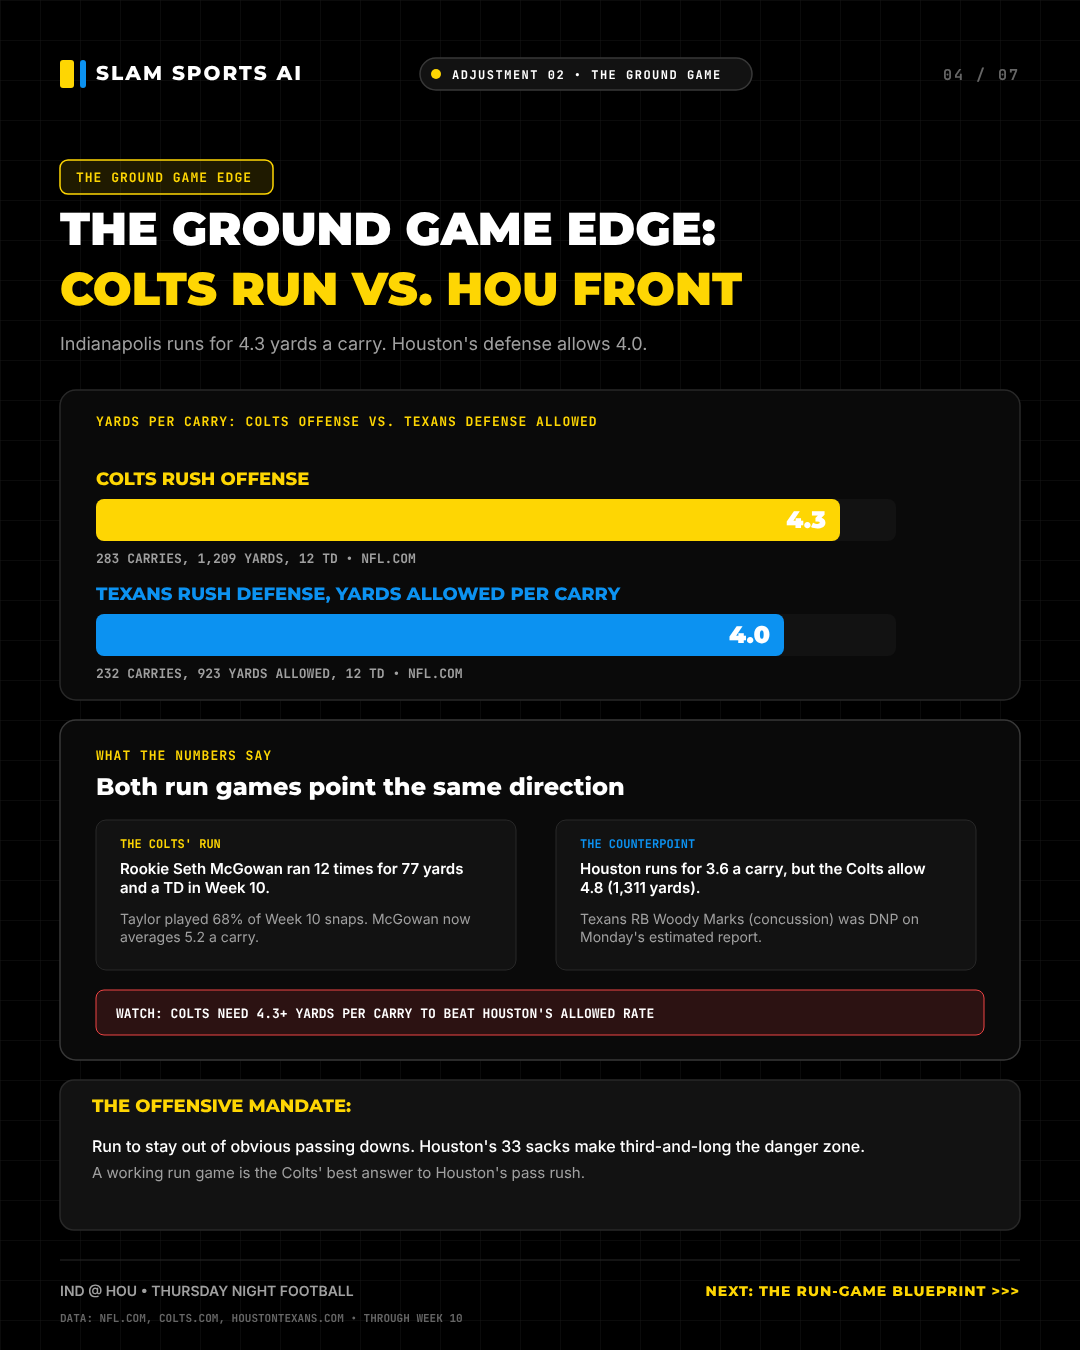 SLAM SPORTS AI
ADJUSTMENT 02 • THE GROUND GAME
04 / 07
THE GROUND GAME EDGE
THE GROUND GAME EDGE:
COLTS RUN VS. HOU FRONT
Indianapolis runs for 4.3 yards a carry. Houston's defense allows 4.0.
YARDS PER CARRY: COLTS OFFENSE VS. TEXANS DEFENSE ALLOWED
COLTS RUSH OFFENSE
4.3
283 CARRIES, 1,209 YARDS, 12 TD • NFL.COM
TEXANS RUSH DEFENSE, YARDS ALLOWED PER CARRY
4.0
232 CARRIES, 923 YARDS ALLOWED, 12 TD • NFL.COM
WHAT THE NUMBERS SAY
Both run games point the same direction
THE COLTS' RUN
Rookie Seth McGowan ran 12 times for 77 yards
and a TD in Week 10.
Taylor played 68% of Week 10 snaps. McGowan now
averages 5.2 a carry.
THE COUNTERPOINT
Houston runs for 3.6 a carry, but the Colts allow
4.8 (1,311 yards).
Texans RB Woody Marks (concussion) was DNP on
Monday's estimated report.
WATCH: COLTS NEED 4.3+ YARDS PER CARRY TO BEAT HOUSTON'S ALLOWED RATE
THE OFFENSIVE MANDATE:
Run to stay out of obvious passing downs. Houston's 33 sacks make third-and-long the danger zone.
A working run game is the Colts' best answer to Houston's pass rush.
IND @ HOU • THURSDAY NIGHT FOOTBALL
NEXT: THE RUN-GAME BLUEPRINT >>>
DATA: NFL.COM, COLTS.COM, HOUSTONTEXANS.COM • THROUGH WEEK 10